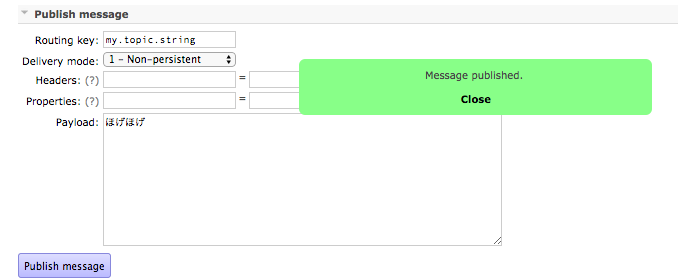 Publish message
Routing key: my.topic.string
Delivery mode: 1 - Non-persistent
Headers: (?) =
Properties: (?) =
Message published.
Close
Payload: ほげほげ
Publish message